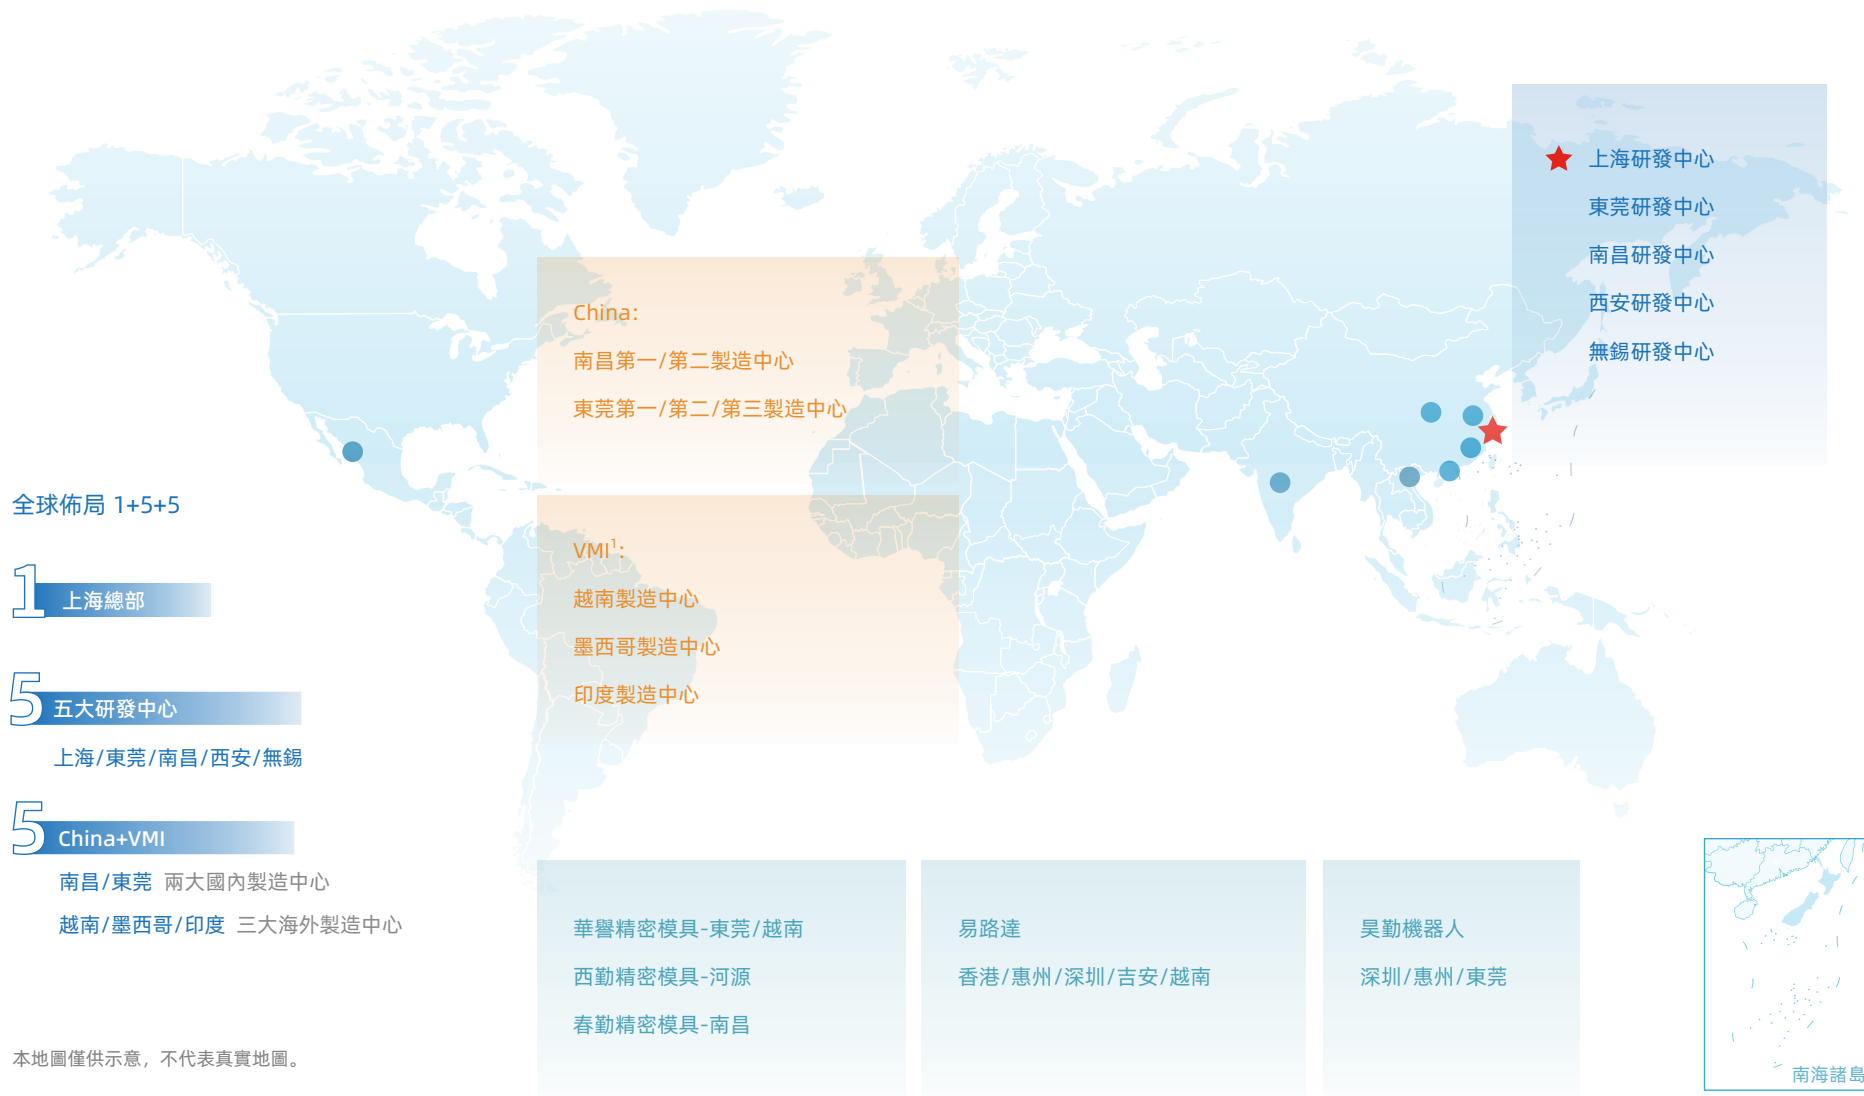 全球佈局 1+5+5
1 上海總部
5 五大研發中心
上海/東莞/南昌/西安/無錫
5 China+VMI
南昌/東莞 兩大國內製造中心
越南/墨西哥/印度 三大海外製造中心
本地圖僅供示意，不代表真實地圖。
China:
南昌第一/第二製造中心
東莞第一/第二/第三製造中心
VMI¹:
越南製造中心
墨西哥製造中心
印度製造中心
上海研發中心
東莞研發中心
南昌研發中心
西安研發中心
無錫研發中心
華譽精密模具-東莞/越南
西勤精密模具-河源
春勤精密模具-南昌
易路達
香港/惠州/深圳/吉安/越南
昊勤機器人
深圳/惠州/東莞
南海諸島